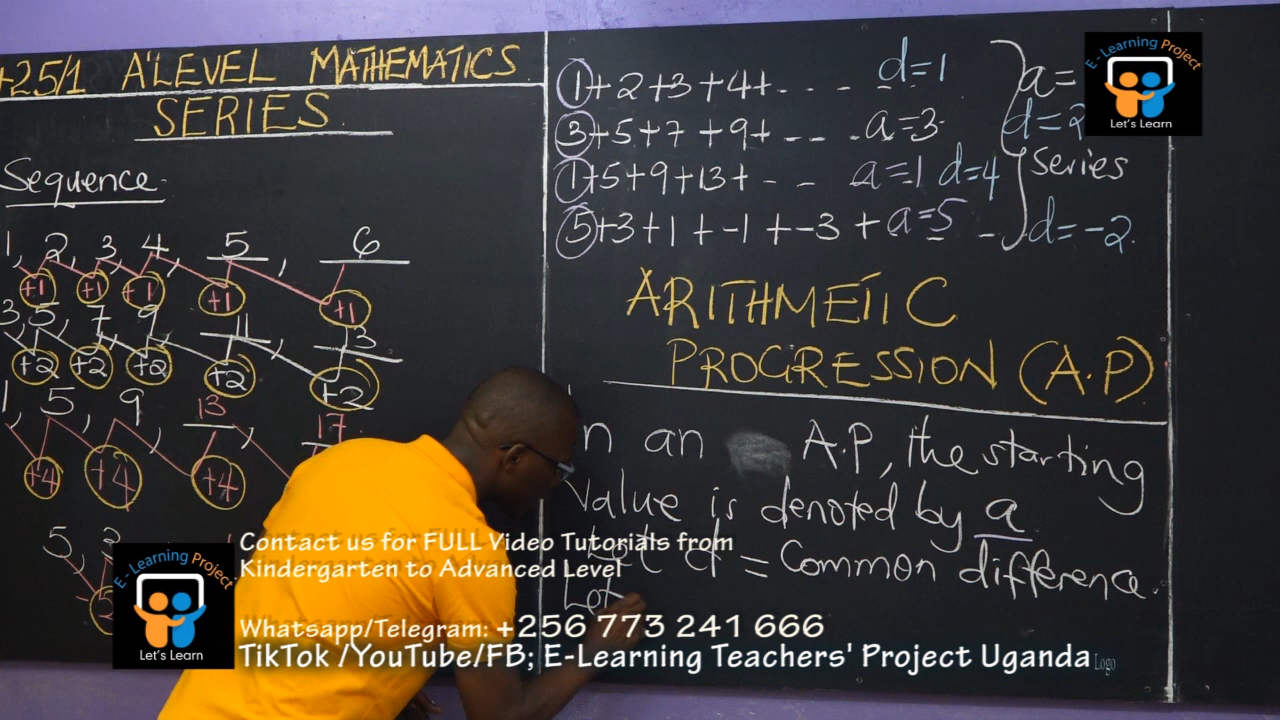 +25/1 A'LEVEL MATHEMATICS
SERIES.
Sequence
1, 2, 3, 4, 5, 6
+1 +1 +1 +1 +1
3, 5, 7, 9, 11, 13
+2 +2 +2 +2 +2
1, 5, 9, 13, 17
+4 +4 +4
5, 3
1+2+3+4+---- d=1
3+5+7+9+---- a=3
1+5+9+13+--- a=1 d=4
5+3+1+-1+-3+ a=5 -- d=-2
a=
d=2
Series
ARITHMETIC
PROGRESSION (A.P)
In an A.P, the starting
Value is denoted by a
Let d = Common difference.
Let
E-Learning Project
Let's Learn
E-Learning Project
Let's Learn
Contact us for FULL Video Tutorials from
Kindergarten to Advanced Level
Whatsapp/Telegram: +256 773 241 666
TikTok /YouTube/FB; E-Learning Teachers' Project Uganda
Logo